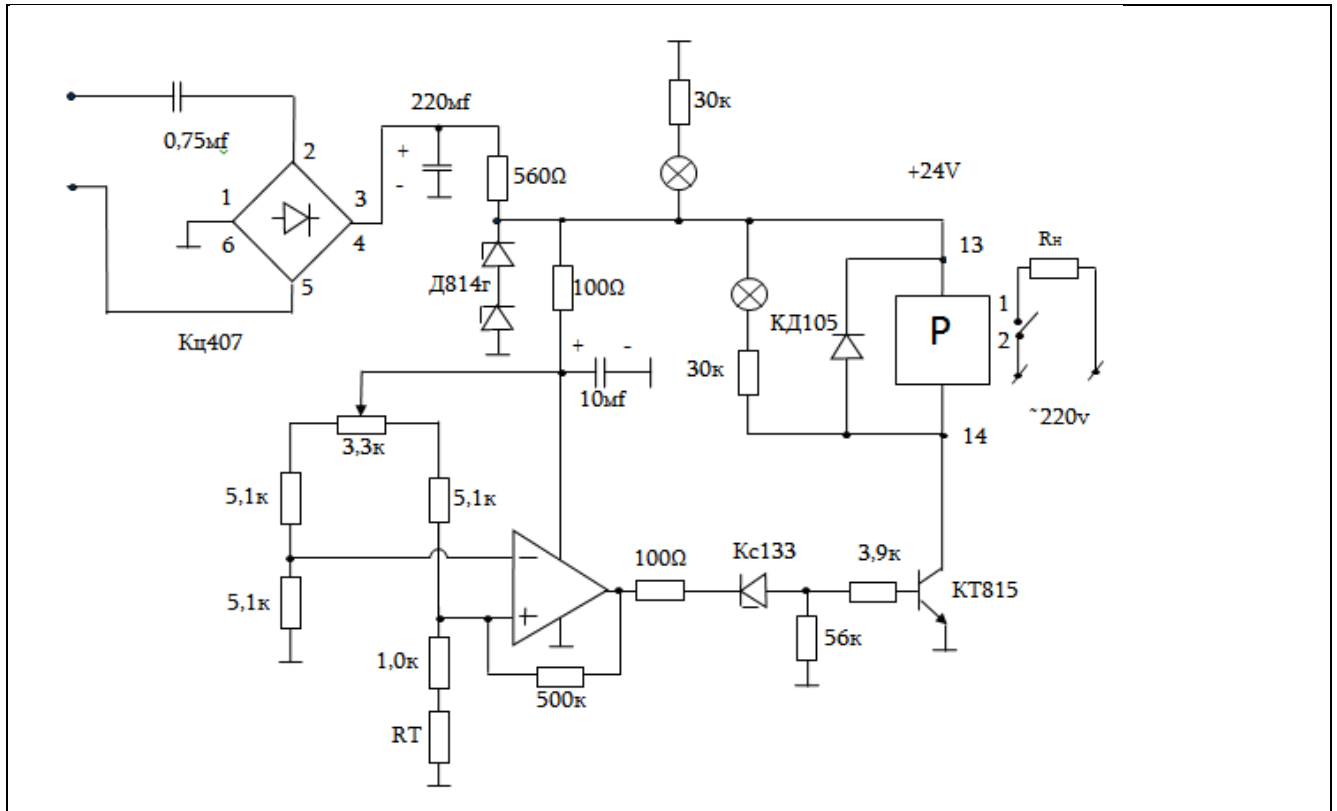 220мf
30к
0,75мf
2
+
-
560Ω
+24V
1
3
6
4
13
Rн
5
Д814г
100Ω
КД105
P
1
2
Кц407
+
-
30к
10мf
~220v
3,3к
14
5,1к
5,1к
100Ω
Кс133
3,9к
−
КТ815
5,1к
+
56к
1,0к
500к
RT